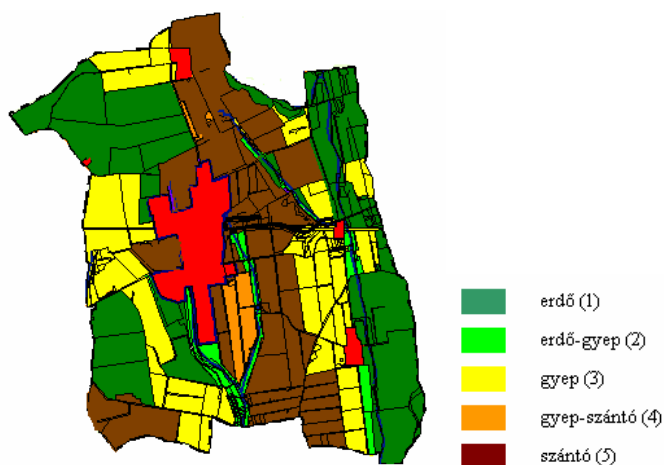 erdő (1)
erdő-gyep (2)
gyep (3)
gyep-szántó (4)
szántó (5)